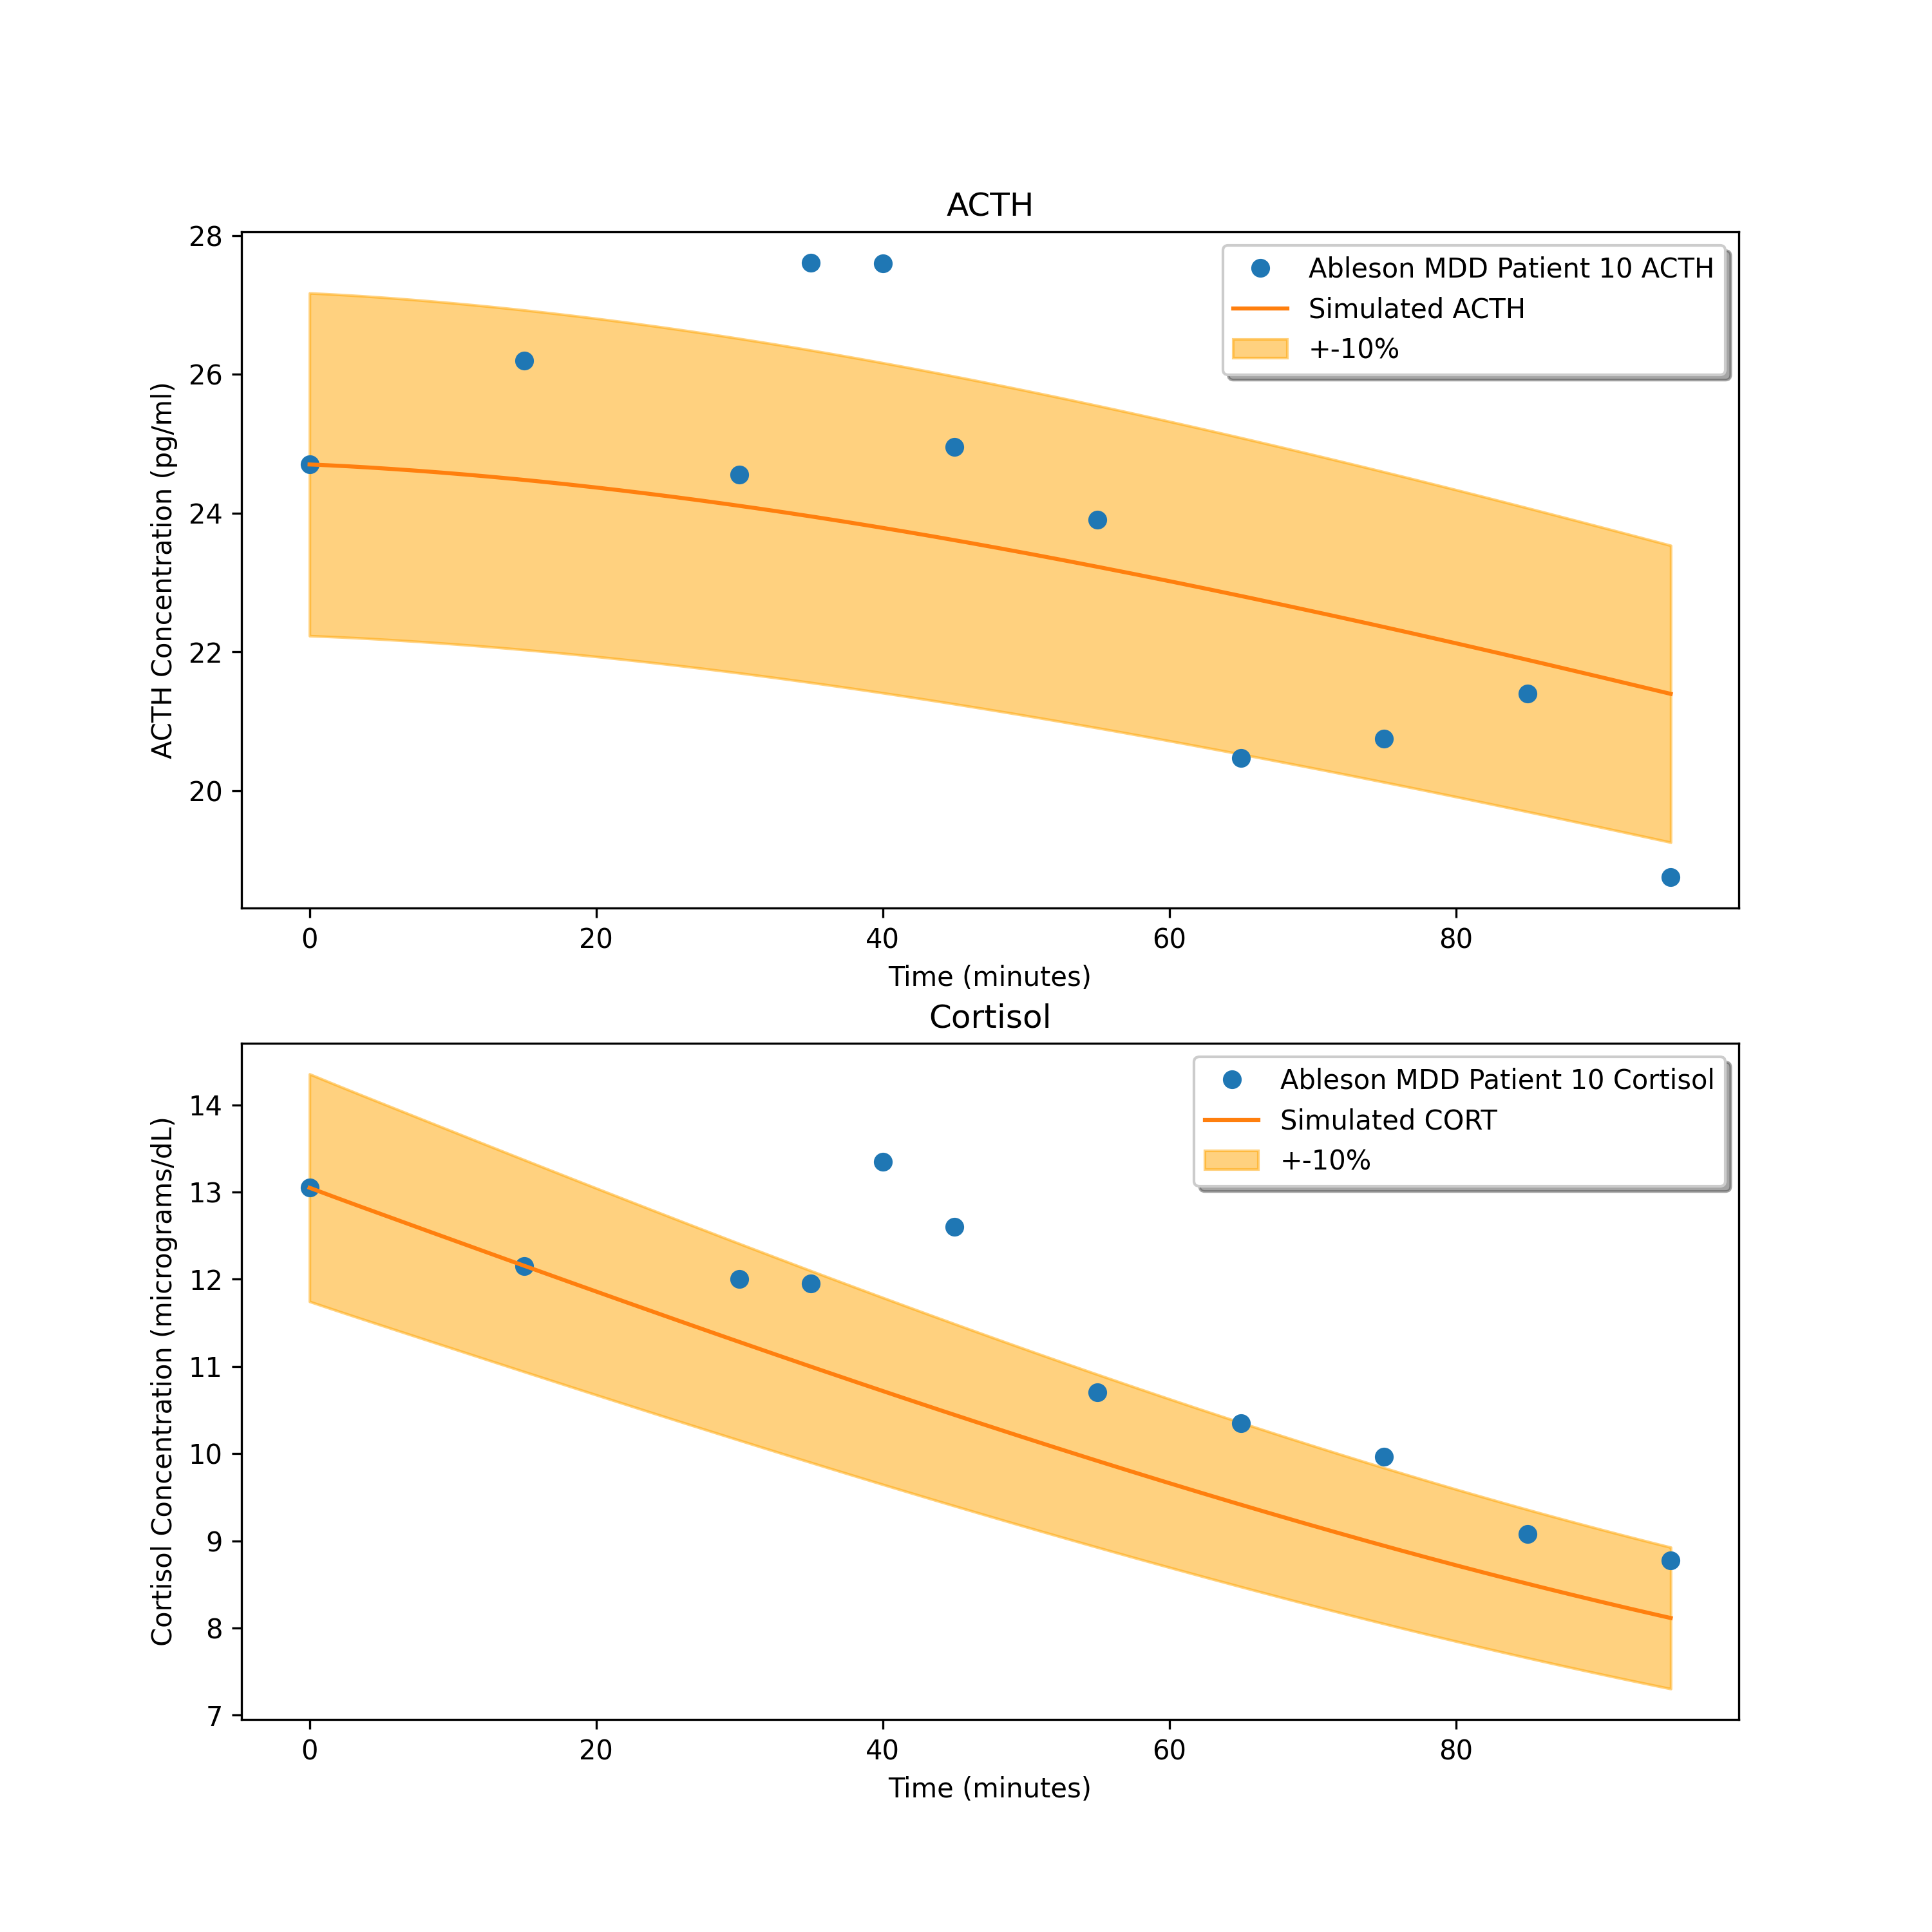 ACTH
28
26
24
22
20
ACTH Concentration (pg/ml)
Ableson MDD Patient 10 ACTH
Simulated ACTH
+-10%
0 20 40 60 80
Time (minutes)
Cortisol
14
13
12
11
10
9
8
7
Cortisol Concentration (micrograms/dL)
Ableson MDD Patient 10 Cortisol
Simulated CORT
+-10%
0 20 40 60 80
Time (minutes)